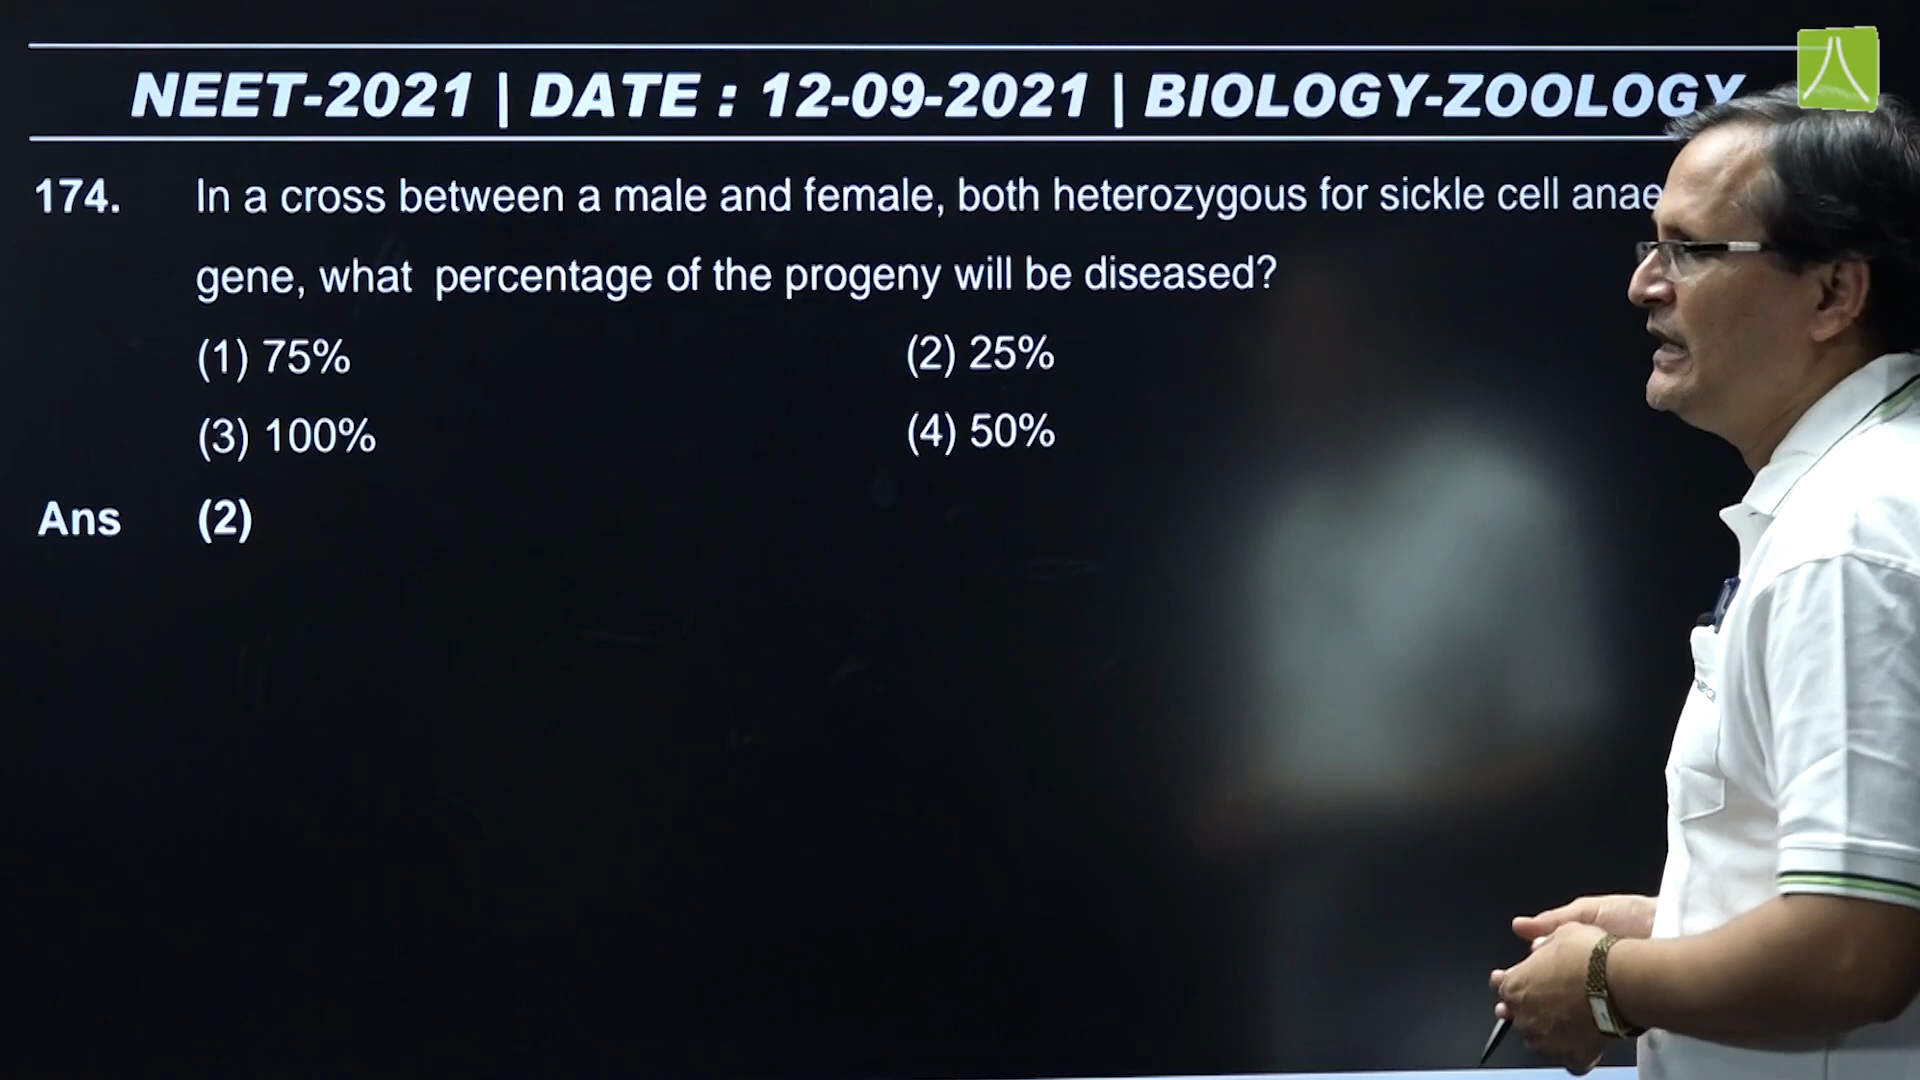 NEET-2021 | DATE : 12-09-2021 | BIOLOGY-ZOOLOGY
174. In a cross between a male and female, both heterozygous for sickle cell
gene, what percentage of the progeny will be diseased?
(1) 75% (2) 25%
(3) 100% (4) 50%
Ans (2)